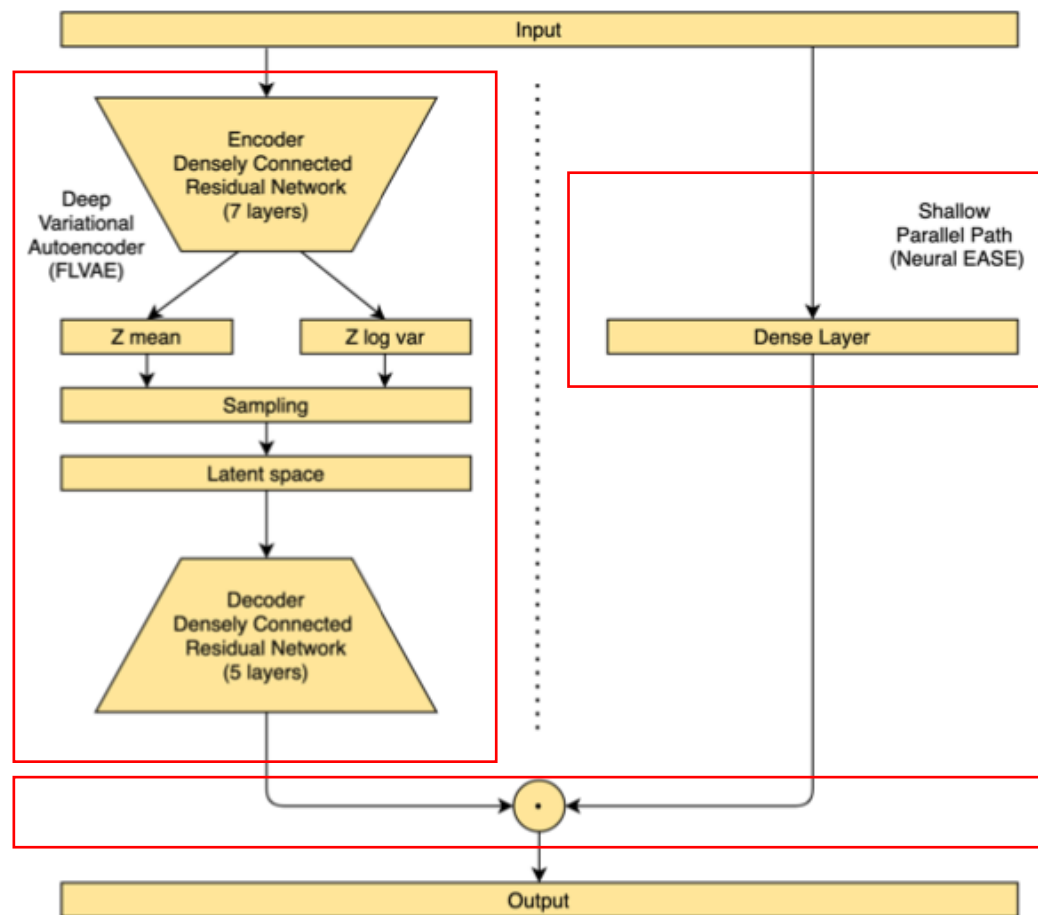 Input
Encoder
Densely Connected
Residual Network
(7 layers)
Deep
Variational
Autoencoder
(FLVAE)
Shallow
Parallel Path
(Neural EASE)
Z mean
Z log var
Dense Layer
Sampling
Latent space
Decoder
Densely Connected
Residual Network
(5 layers)
Output